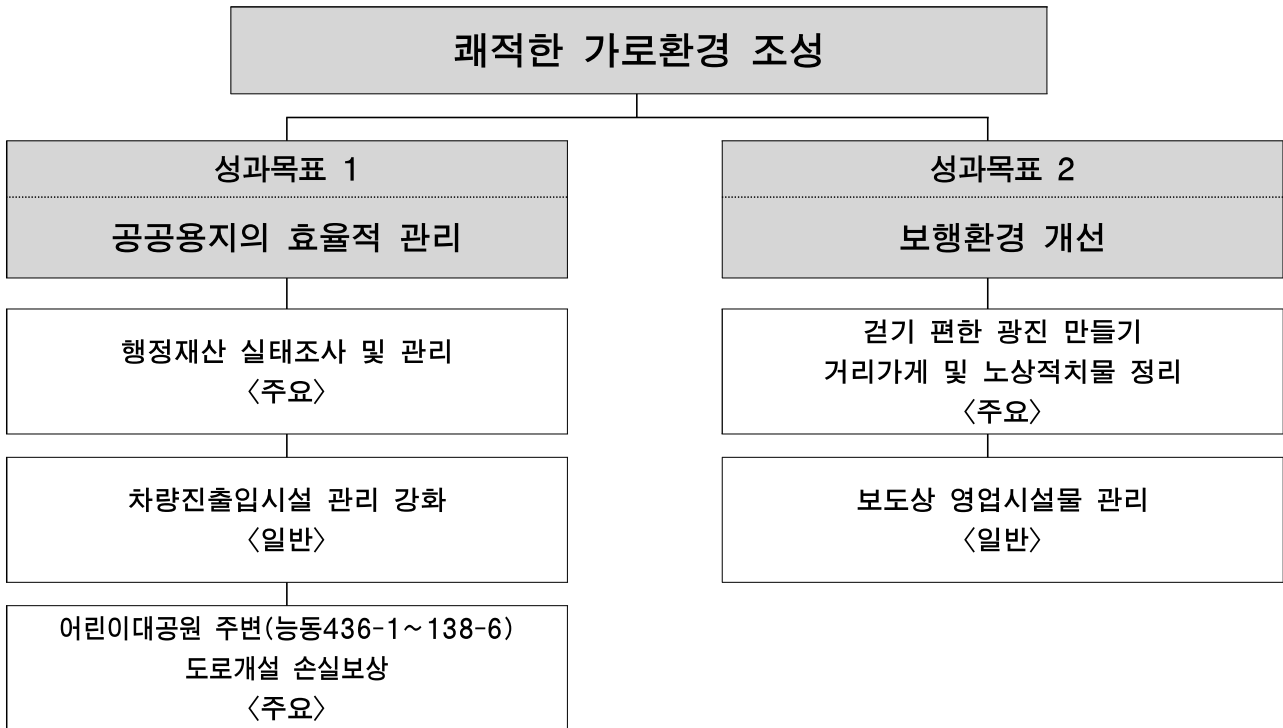 쾌적한 가로환경 조성
성과목표 1
공공용지의 효율적 관리
행정재산 실태조사 및 관리
〈주요〉
차량진출입시설 관리 강화
〈일반〉
어린이대공원 주변(능동436-1~138-6)
도로개설 손실보상
〈주요〉
성과목표 2
보행환경 개선
걷기 편한 광진 만들기
거리가게 및 노상적치물 정리
〈주요〉
보도상 영업시설물 관리
〈일반〉